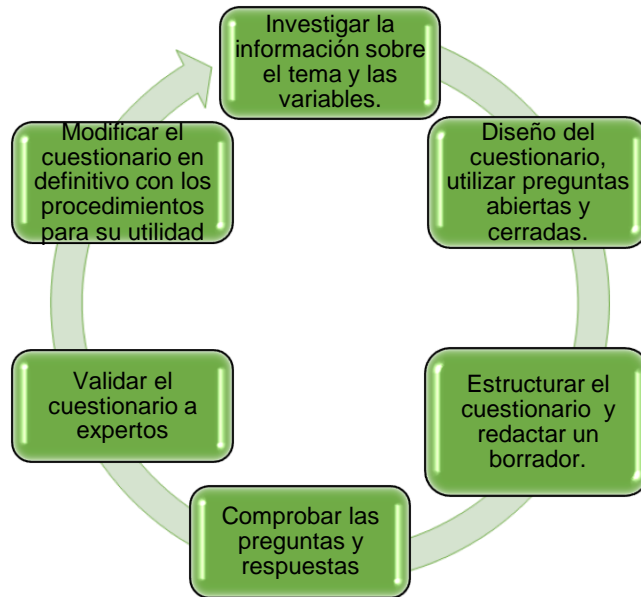 Investigar la
información sobre
el tema y las
variables.
Diseño del
cuestionario,
utilizar preguntas
abiertas y
cerradas.
Estructurar el
cuestionario y
redactar un
borrador.
Comprobar las
preguntas y
respuestas
Validar el
cuestionario a
expertos
Modificar el
cuestionario en
definitivo con los
procedimientos
para su utilidad